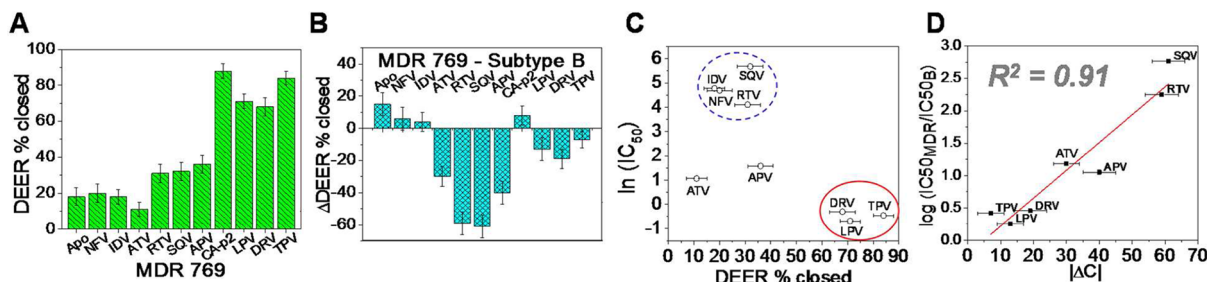 A
DEER % closed
100
80
60
40
20
0
Apo
NFV
IDV
ATV
RTV
SQV
APV
CA-p2
LPV
DRV
TPV
MDR 769
B
ΔDEER % closed
MDR 769 – Subtype B
40
20
0
-20
-40
-60
Apo
NFV
IDV
ATV
RTV
SQV
APV
CA-p2
LPV
DRV
TPV
C
ln (IC50)
6
5
4
3
2
1
0
−1
SQV
IDV
NFV
RTV
ATV
APV
DRV
TPV
LPV
0 10 20 30 40 50 60 70 80 90
DEER % closed
D
log (IC50MDR/IC50B)
3.0
2.5
2.0
1.5
1.0
0.5
0.0
R² = 0.91
SQV
RTV
ATV
APV
TPV
DRV
LPV
0 10 20 30 40 50 60 70
|ΔC|